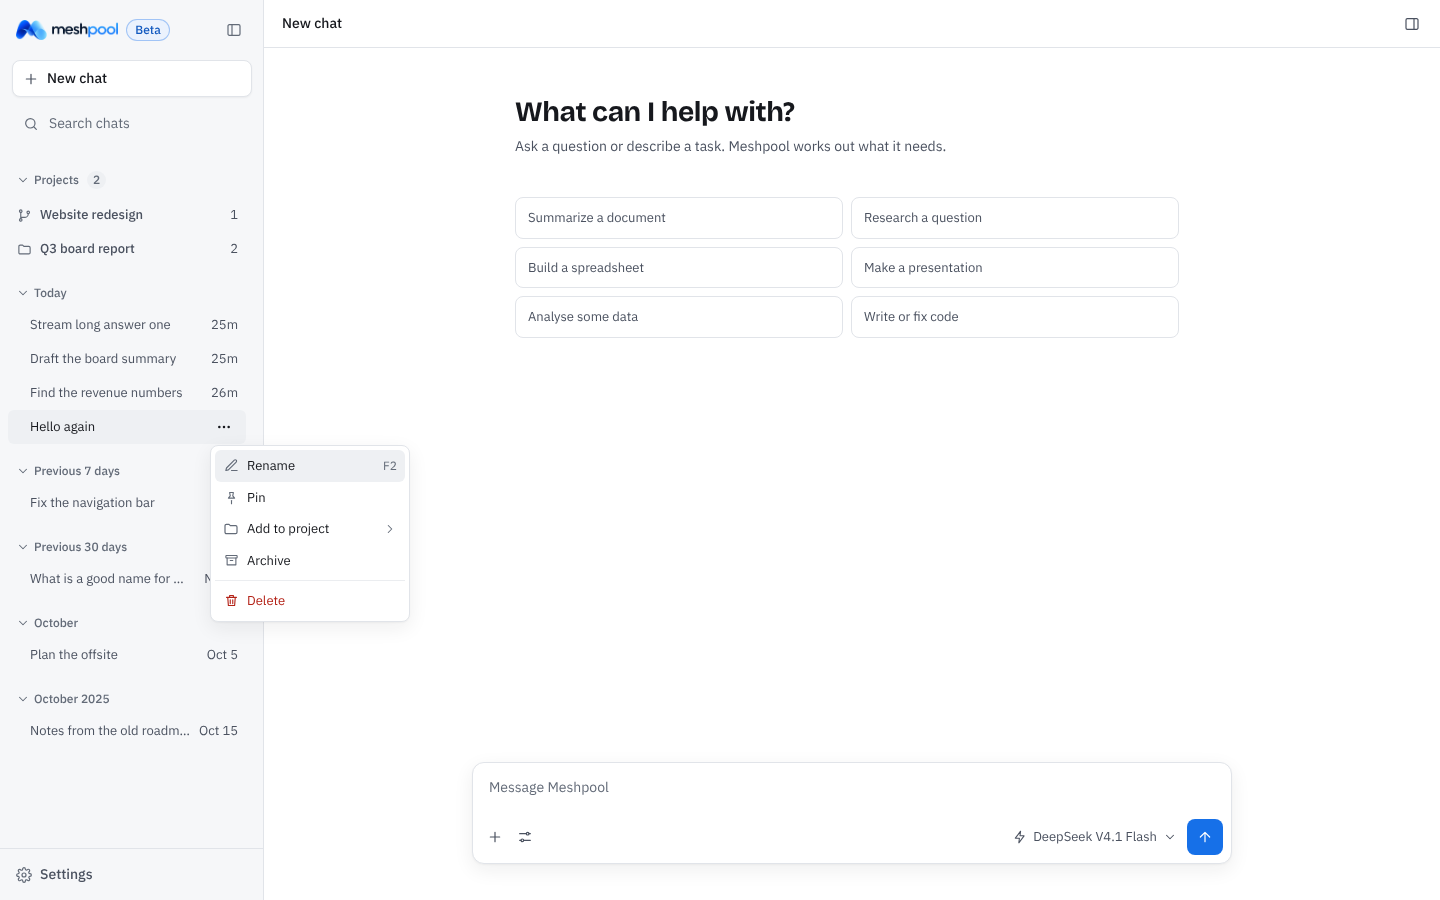 meshpool Beta
New chat
Search chats
Projects 2
Website redesign 1
Q3 board report 2
Today
Stream long answer one 25m
Draft the board summary 25m
Find the revenue numbers 26m
Hello again
Previous 7 days
Fix the navigation bar
Previous 30 days
What is a good name for ...
October
Plan the offsite Oct 5
October 2025
Notes from the old roadm... Oct 15
Settings
Rename F2
Pin
Add to project
Archive
Delete
New chat
What can I help with?
Ask a question or describe a task. Meshpool works out what it needs.
Summarize a document
Research a question
Build a spreadsheet
Make a presentation
Analyse some data
Write or fix code
Message Meshpool
DeepSeek V4.1 Flash